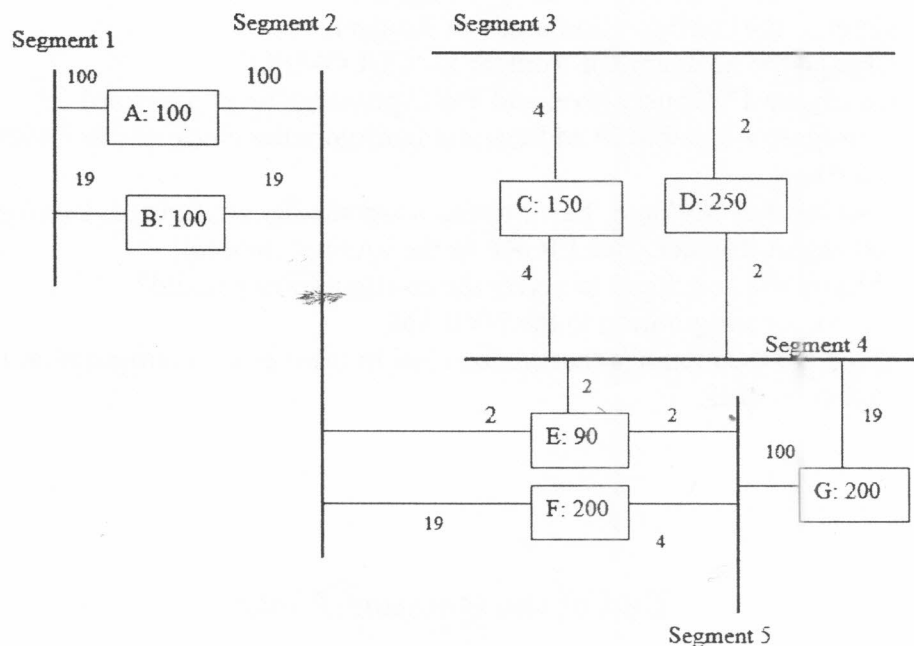 Segment 1
Segment 2
Segment 3
100
100
A: 100
4
2
19
19
B: 100
C: 150
D: 250
4
2
Segment 4
2
2
E: 90
2
19
100
F: 200
G: 200
19
4
Segment 5